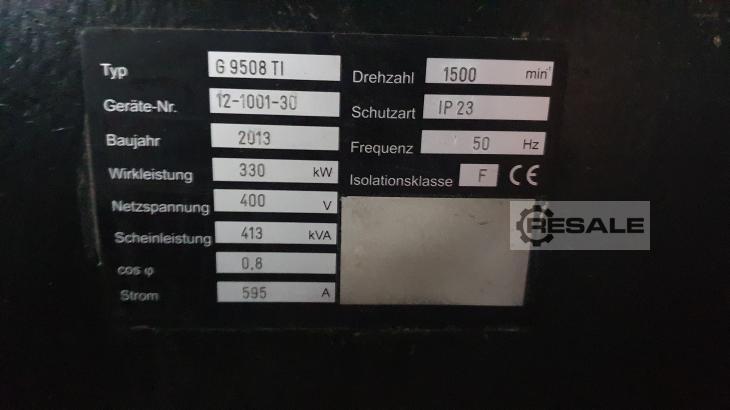 Typ G 9508 TI
Geräte-Nr. 12-1001-30
Baujahr 2013
Wirkleistung 330 kW
Netzspannung 400 V
Scheinleistung 413 kVA
cos φ 0,8
Strom 595 A
Drehzahl 1500 min⁻¹
Schutzart IP 23
Frequenz 50 Hz
Isolationsklasse F CE
RESALE